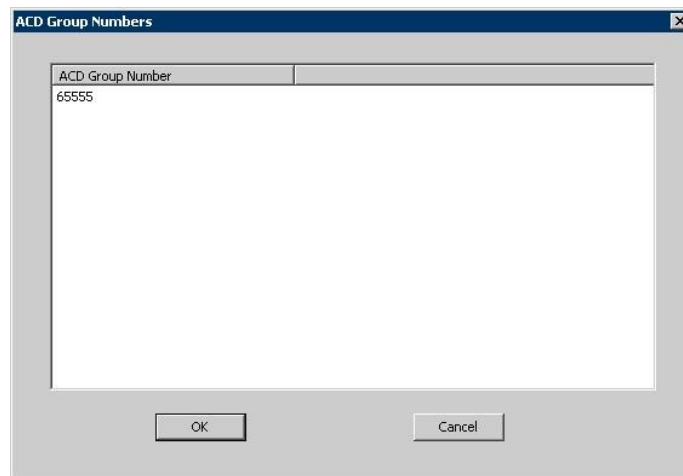 ACD Group Numbers
ACD Group Number
65555
OK
Cancel